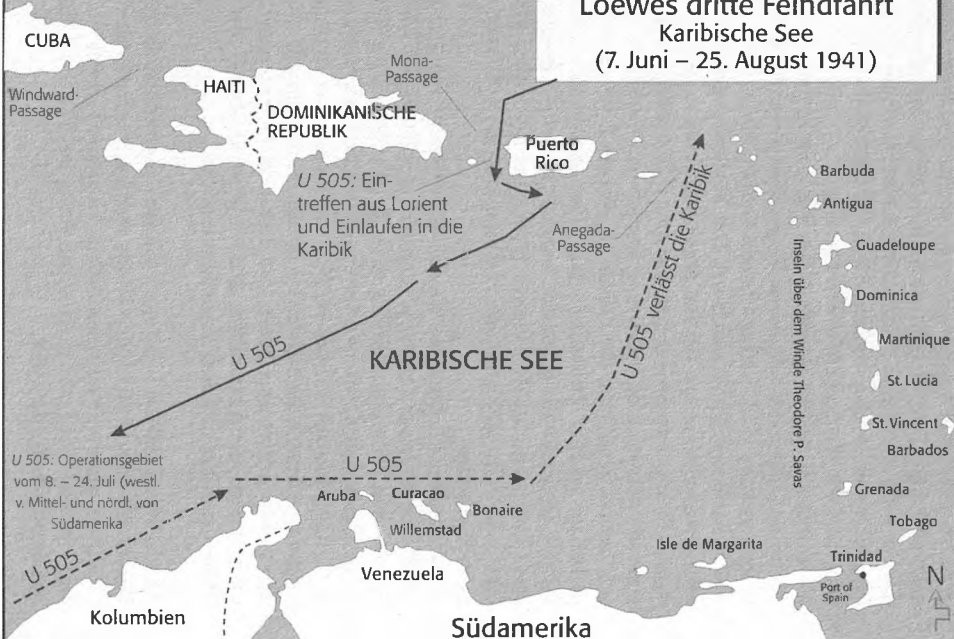 Loewes dritte Feindfahrt
Karibische See
(7. Juni – 25. August 1941)
CUBA
Windward-
Passage
HAITI
DOMINIKANISCHE
REPUBLIK
Mona-
Passage
Puerto
Rico
U 505: Ein-
treffen aus Lorient
und Einlaufen in die
Karibik
Anegada-
Passage
U 505 verlässt die Karibik
Barbuda
Antigua
Guadeloupe
Dominica
Martinique
St. Lucia
St. Vincent
Barbados
Grenada
Tobago
Trinidad
Port of
Spain
Inseln über dem Winde Theodore P. Savas
U 505
KARIBISCHE SEE
U 505: Operationsgebiet
vom 8. – 24. Juli (westl.
v. Mittel- und nördl. von
Südamerika
U 505
U 505
Aruba
Curacao
Bonaire
Willemstad
Isle de Margarita
Venezuela
Kolumbien
Südamerika
N